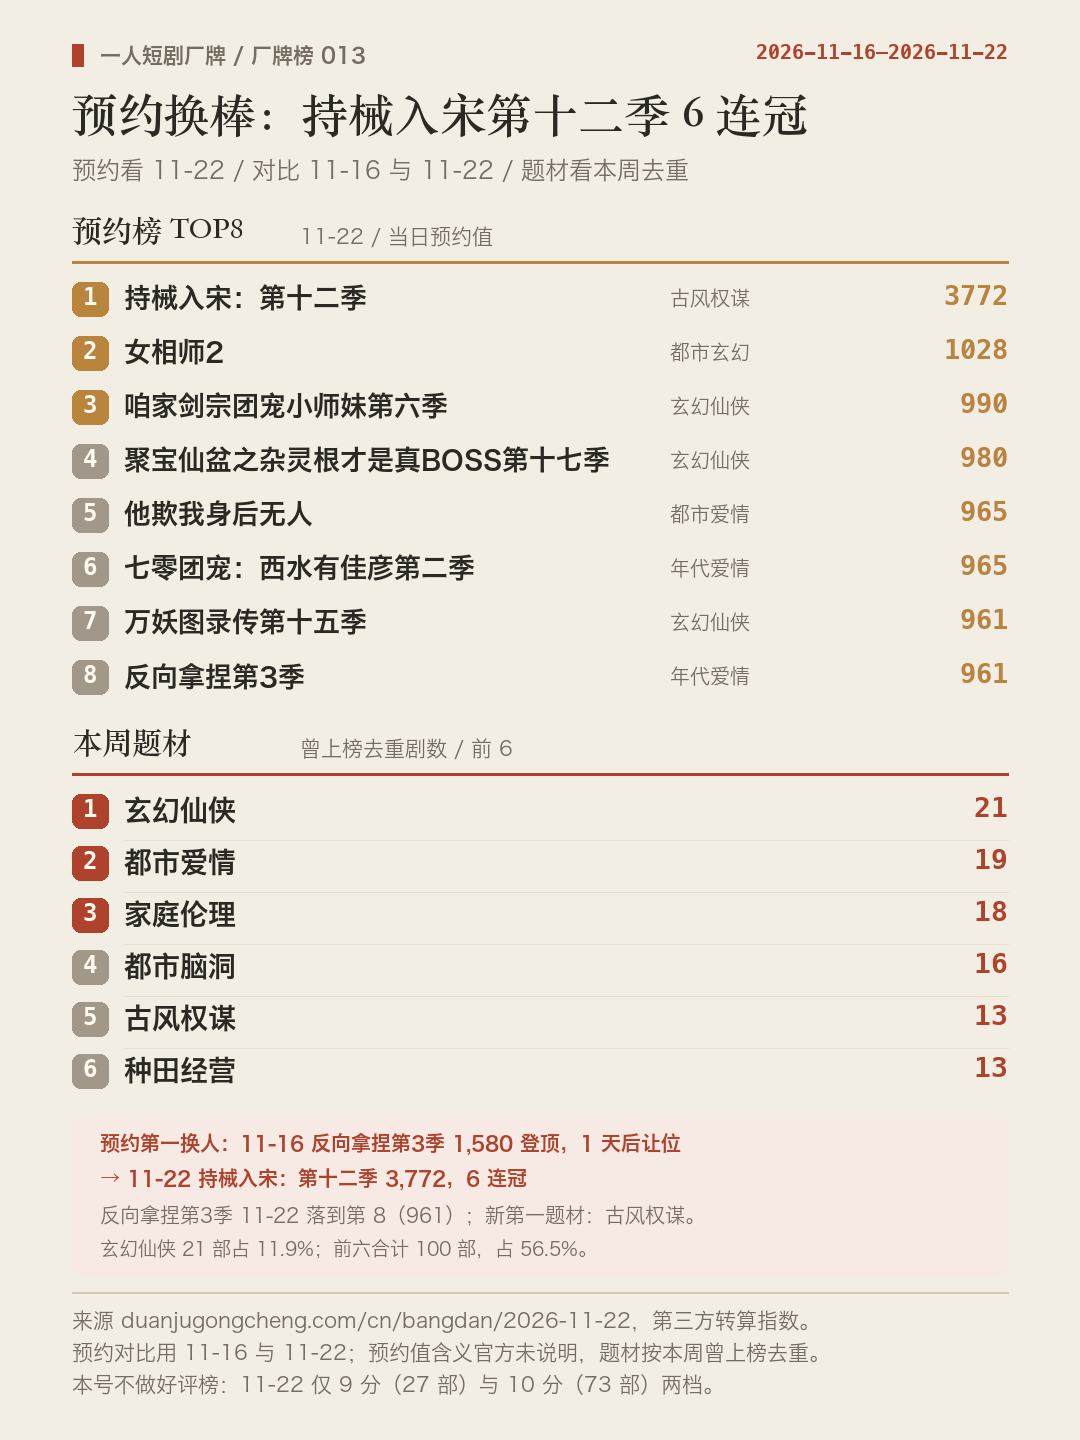 一人短剧厂牌 / 厂牌榜 013
2026-11-16—2026-11-22
预约换棒：持械入宋第十二季 6 连冠
预约看 11-22 / 对比 11-16 与 11-22 / 题材看本周去重
预约榜 TOP8 11-22 / 当日预约值
1 持械入宋：第十二季 古风权谋 3772
2 女相师2 都市玄幻 1028
3 咱家剑宗团宠小师妹第六季 玄幻仙侠 990
4 聚宝仙盆之杂灵根才是真BOSS第十七季 玄幻仙侠 980
5 他欺我身后无人 都市爱情 965
6 七零团宠：西水有佳彦第二季 年代爱情 965
7 万妖图录传第十五季 玄幻仙侠 961
8 反向拿捏第3季 年代爱情 961
本周题材 曾上榜去重剧数 / 前 6
1 玄幻仙侠 21
2 都市爱情 19
3 家庭伦理 18
4 都市脑洞 16
5 古风权谋 13
6 种田经营 13
预约第一换人：11-16 反向拿捏第3季 1,580 登顶，1 天后让位
→ 11-22 持械入宋：第十二季 3,772，6 连冠
反向拿捏第3季 11-22 落到第 8（961）；新第一题材：古风权谋。
玄幻仙侠 21 部占 11.9%；前六合计 100 部，占 56.5%。
来源 duanjugongcheng.com/cn/bangdan/2026-11-22，第三方转算指数。
预约对比用 11-16 与 11-22；预约值含义官方未说明，题材按本周曾上榜去重。
本号不做好评榜：11-22 仅 9 分（27 部）与 10 分（73 部）两档。